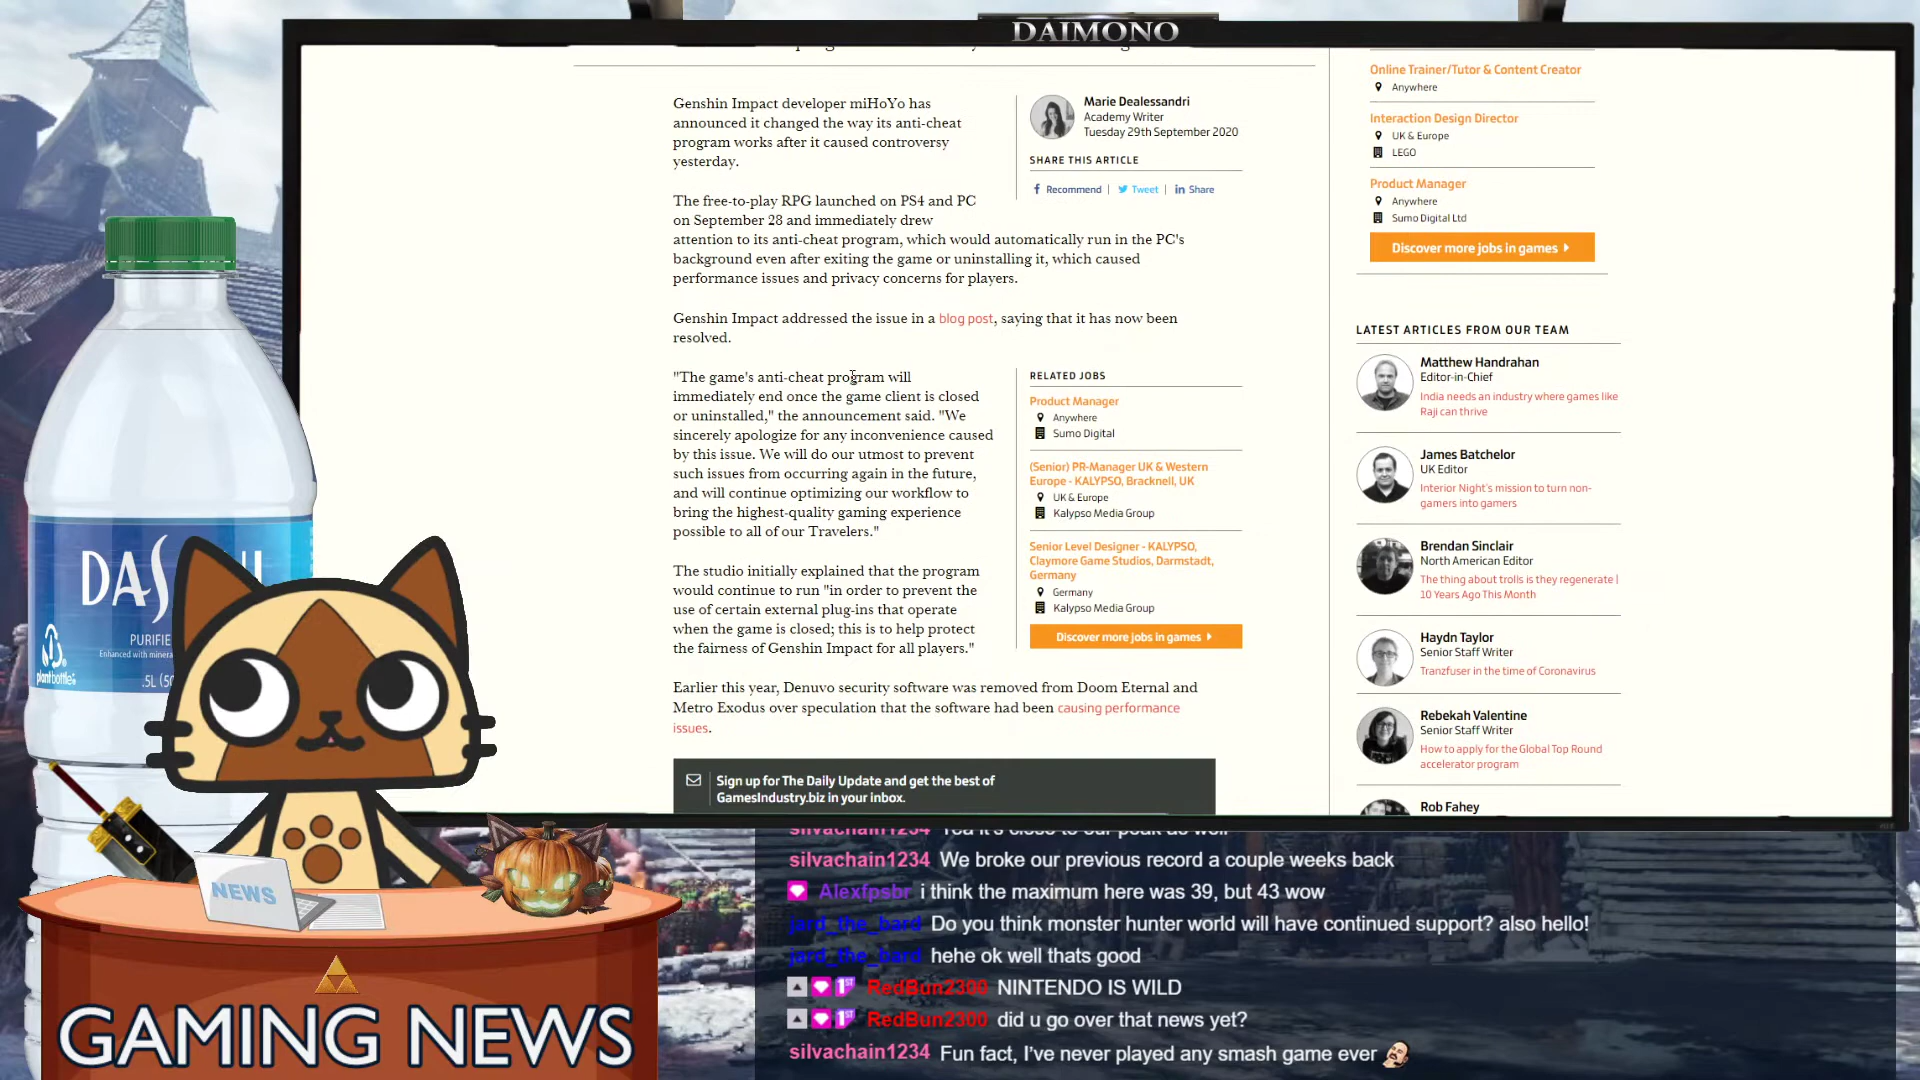 DAIMONO
Genshin Impact developer miHoYo has
announced it changed the way its anti-cheat
program works after it caused controversy
yesterday.
The free-to-play RPG launched on PS4 and PC
on September 28 and immediately drew
attention to its anti-cheat program, which would automatically run in the PC's
background even after exiting the game or uninstalling it, which caused
performance issues and privacy concerns for players.
Genshin Impact addressed the issue in a blog post, saying that it has now been
resolved.
"The game's anti-cheat program will
immediately end once the game client is closed
or uninstalled," the announcement said. "We
sincerely apologize for any inconvenience caused
by this issue. We will do our utmost to prevent
such issues from occurring again in the future,
and will continue optimizing our workflow to
bring the highest-quality gaming experience
possible to all of our Travelers."
The studio initially explained that the program
would continue to run "in order to prevent the
use of certain external plug-ins that operate
when the game is closed; this is to help protect
the fairness of Genshin Impact for all players."
Earlier this year, Denuvo security software was removed from Doom Eternal and
Metro Exodus over speculation that the software had been causing performance
issues.
Sign up for The Daily Update and get the best of
GamesIndustry.biz in your inbox.
Marie Dealessandri
Academy Writer
Tuesday 29th September 2020
SHARE THIS ARTICLE
Recommend | Tweet | in Share
RELATED JOBS
Product Manager
Anywhere
Sumo Digital
(Senior) PR-Manager UK & Western
Europe - KALYPSO, Bracknell, UK
UK & Europe
Kalypso Media Group
Senior Level Designer - KALYPSO,
Claymore Game Studios, Darmstadt,
Germany
Germany
Kalypso Media Group
Discover more jobs in games
Online Trainer/Tutor & Content Creator
Anywhere
Interaction Design Director
UK & Europe
LEGO
Product Manager
Anywhere
Sumo Digital Ltd
Discover more jobs in games
LATEST ARTICLES FROM OUR TEAM
Matthew Handrahan
Editor-in-Chief
India needs an industry where games like
Raji can thrive
James Batchelor
UK Editor
Interior Night's mission to turn non-
gamers into gamers
Brendan Sinclair
North American Editor
The thing about trolls is they regenerate |
10 Years Ago This Month
Haydn Taylor
Senior Staff Writer
Tranzfuser in the time of Coronavirus
Rebekah Valentine
Senior Staff Writer
How to apply for the Global Top Round
accelerator program
Rob Fahey
PURIFIE
Enhanced with minera
plantbottle
.5L (50
NEWS
GAMING NEWS
silvachain1234 Yea it's close to our peak as well
silvachain1234 We broke our previous record a couple weeks back
Alexfpsbr i think the maximum here was 39, but 43 wow
jard_the_bard Do you think monster hunter world will have continued support? also hello!
jard_the_bard hehe ok well thats good
1ST RedBun2300 NINTENDO IS WILD
1ST RedBun2300 did u go over that news yet?
silvachain1234 Fun fact, I've never played any smash game ever